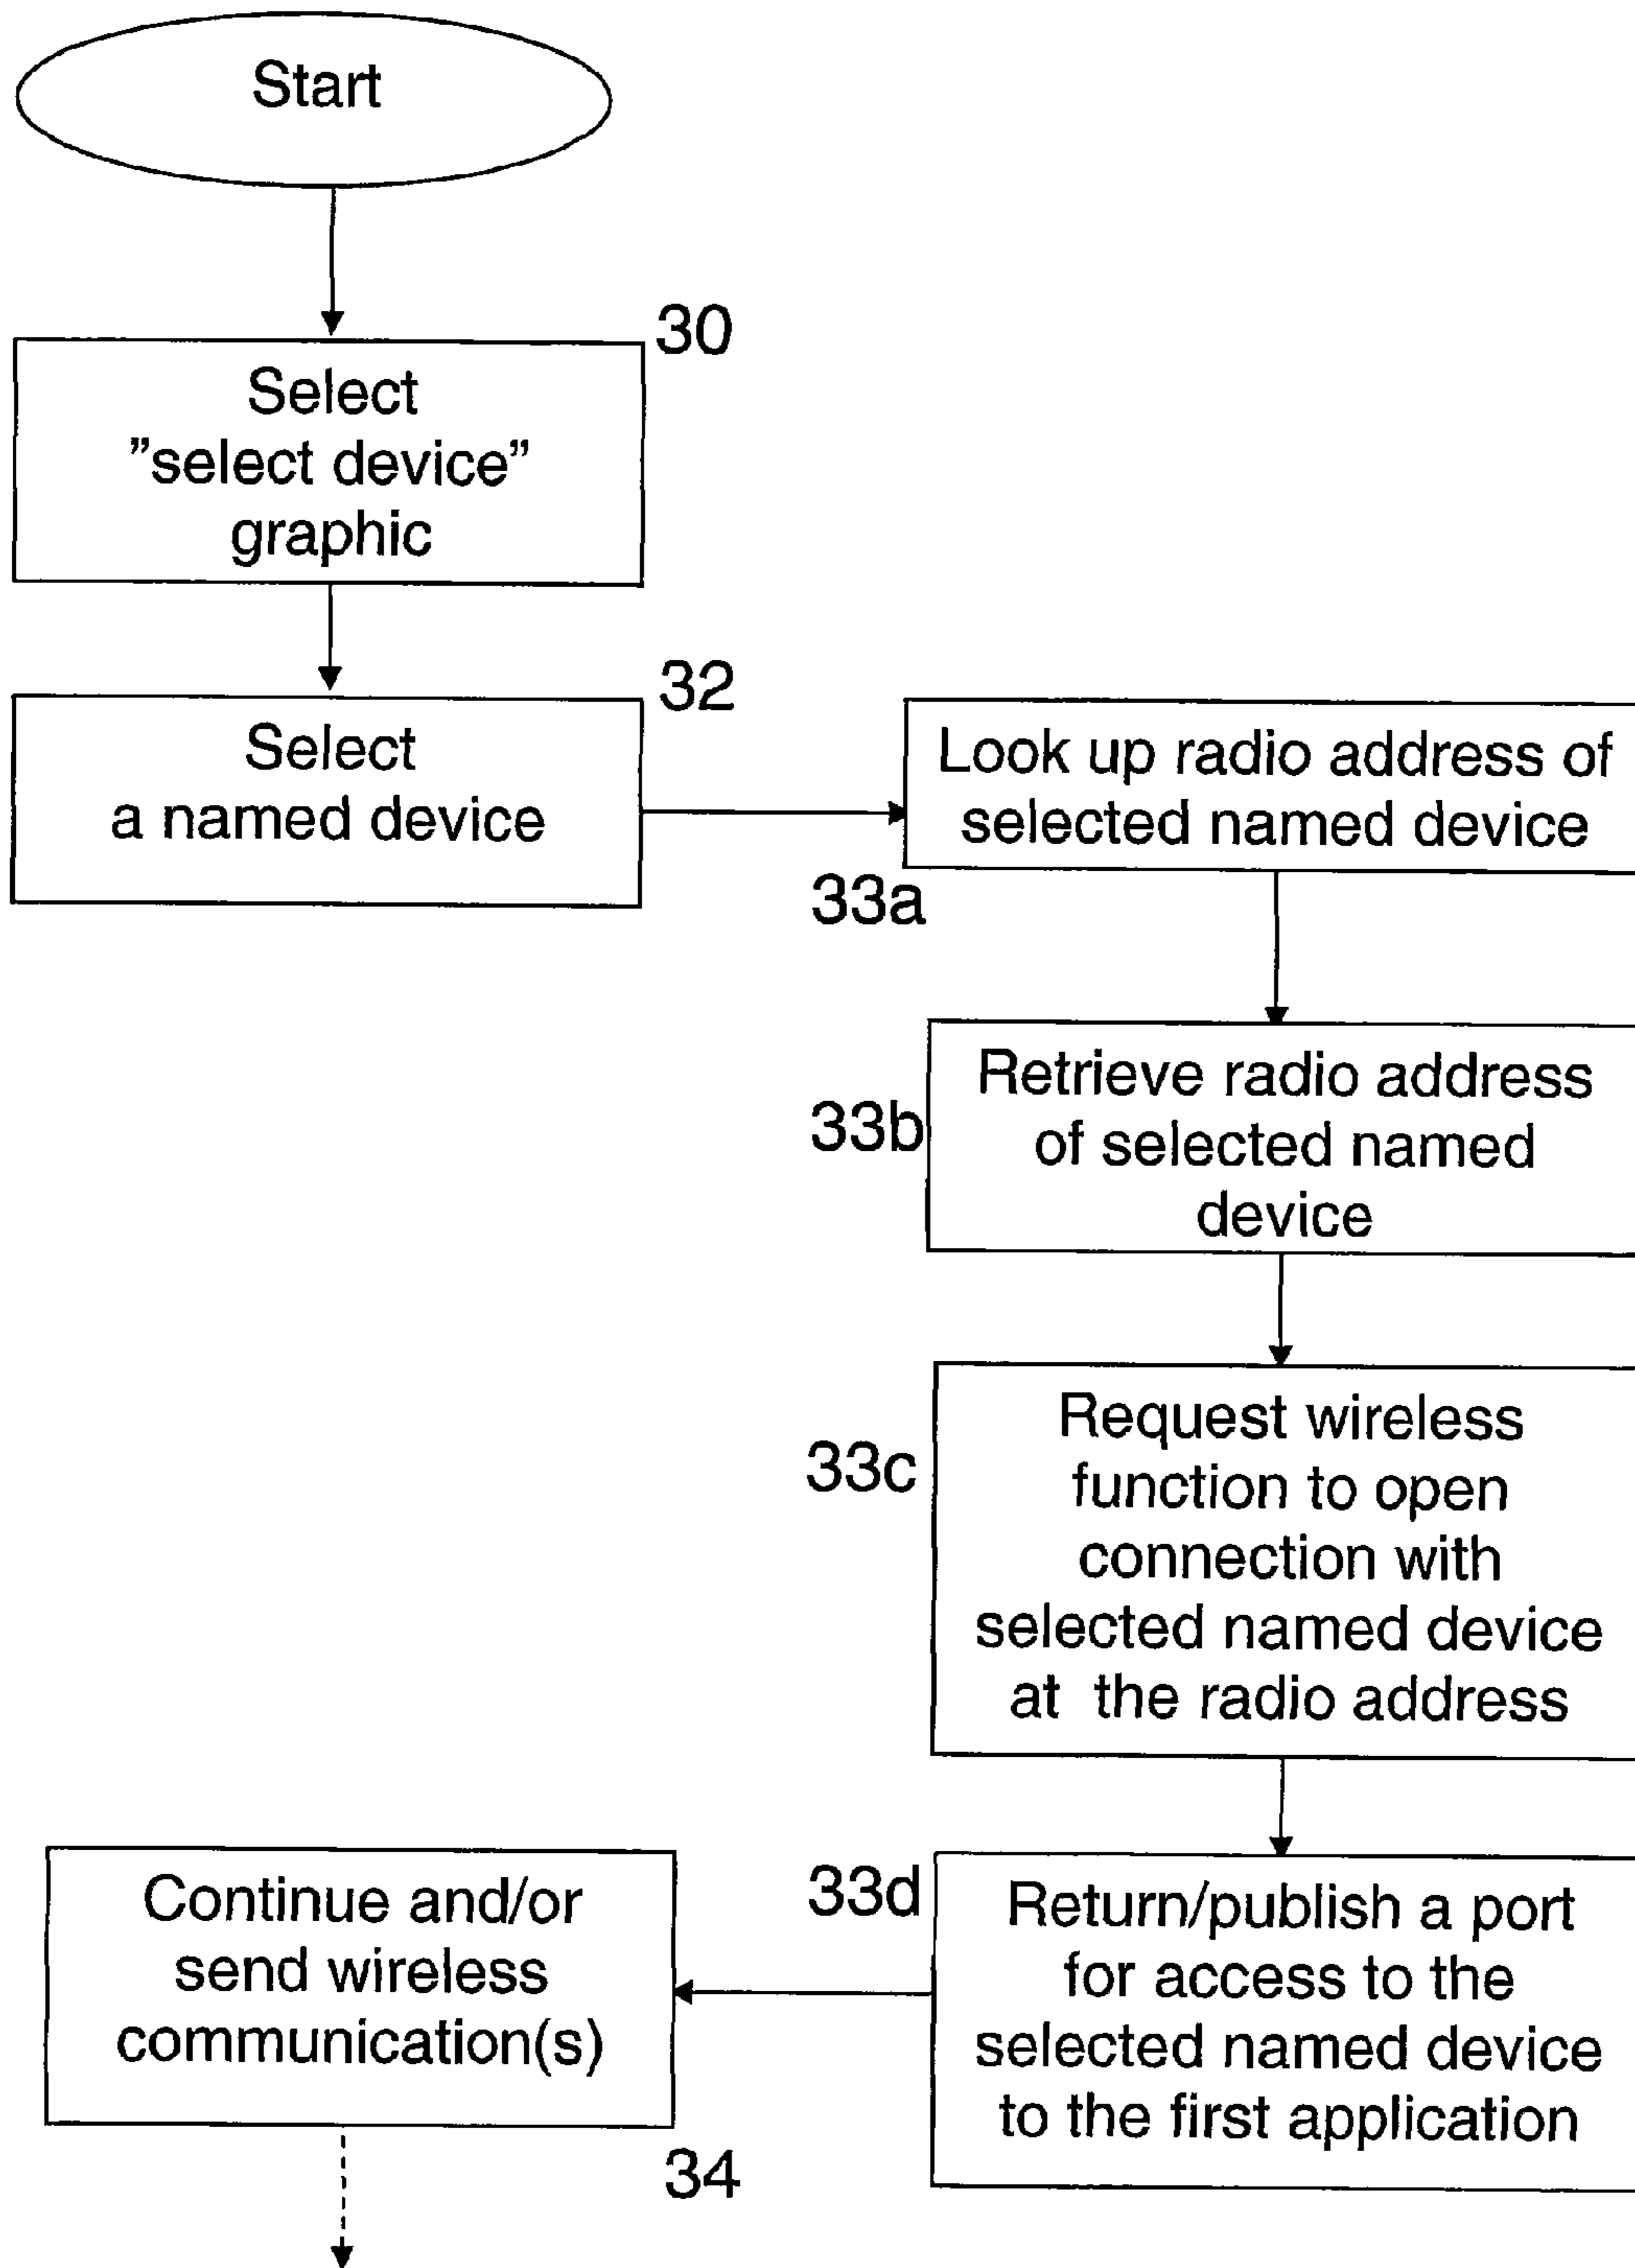 Start
30
Select
”select device”
graphic
32
Select
a named device
Look up radio address of
selected named device
33a
Retrieve radio address
of selected named
device
33b
Request wireless
function to open
connection with
selected named device
at the radio address
33c
Return/publish a port
for access to the
selected named device
to the first application
33d
Continue and/or
send wireless
communication(s)
34